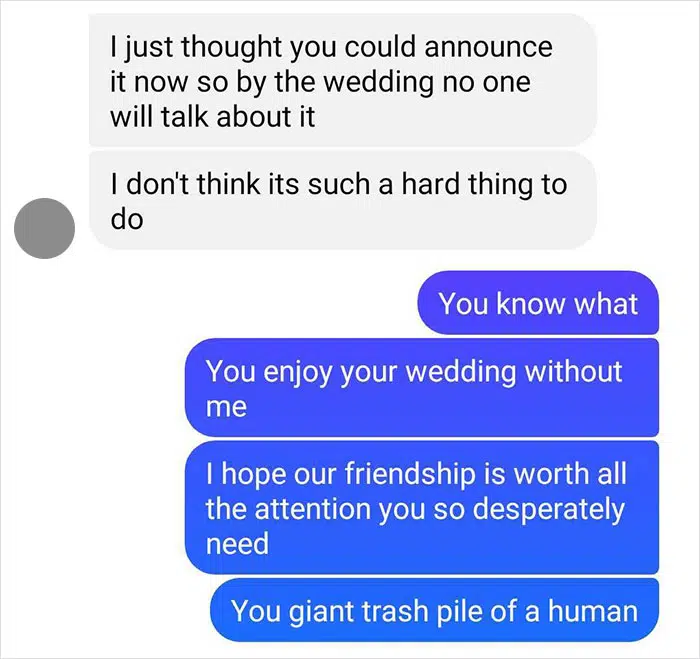 I just thought you could announce
it now so by the wedding no one
will talk about it
I don't think its such a hard thing to
do
You know what
You enjoy your wedding without
me
I hope our friendship is worth all
the attention you so desperately
need
You giant trash pile of a human